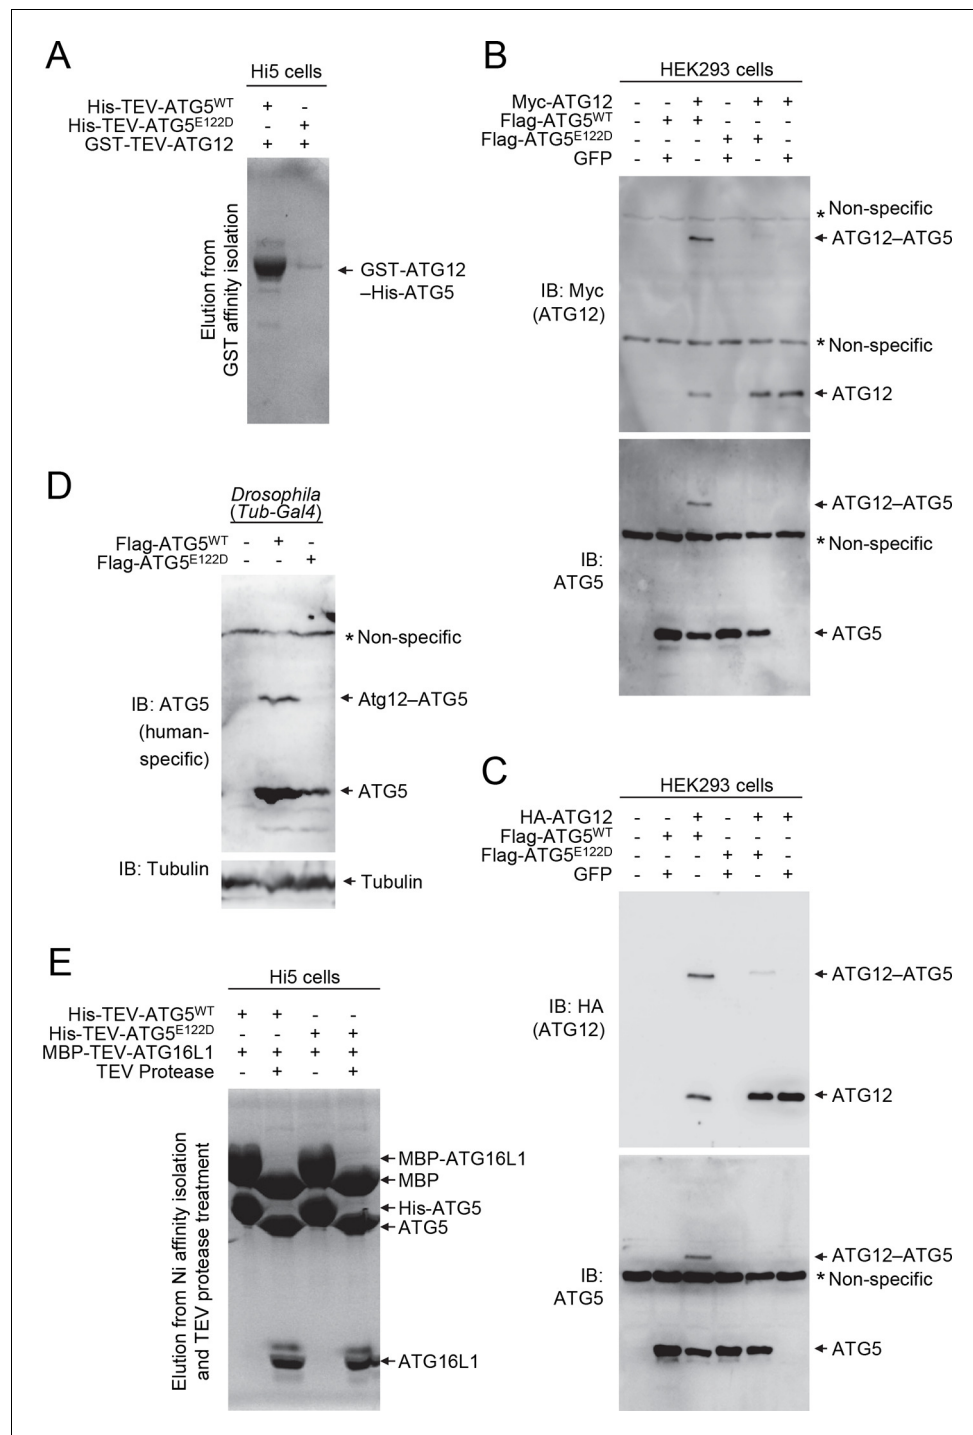 A
Hi5 cells
His-TEV-ATG5WT + -
His-TEV-ATG5E122D - +
GST-TEV-ATG12 + +
Elution from
GST affinity isolation
GST-ATG12
–His-ATG5
B
HEK293 cells
Myc-ATG12 - - + - + +
Flag-ATG5WT - + + - - -
Flag-ATG5E122D - - - + + -
GFP - + - + - +
* Non-specific
ATG12–ATG5
IB: Myc
(ATG12)
* Non-specific
ATG12
ATG12–ATG5
* Non-specific
IB:
ATG5
ATG5
D
Drosophila
(Tub-Gal4)
Flag-ATG5WT - + -
Flag-ATG5E122D - - +
* Non-specific
IB: ATG5
(human-
specific)
Atg12–ATG5
ATG5
IB: Tubulin
Tubulin
C
HEK293 cells
HA-ATG12 - - + - + +
Flag-ATG5WT - + + - - -
Flag-ATG5E122D - - - + + -
GFP - + - + - +
ATG12–ATG5
IB: HA
(ATG12)
ATG12
ATG12–ATG5
* Non-specific
IB:
ATG5
ATG5
E
Hi5 cells
His-TEV-ATG5WT + + - -
His-TEV-ATG5E122D - - + +
MBP-TEV-ATG16L1 + + + +
TEV Protease - + - +
Elution from Ni affinity isolation
and TEV protease treatment
MBP-ATG16L1
MBP
His-ATG5
ATG5
ATG16L1